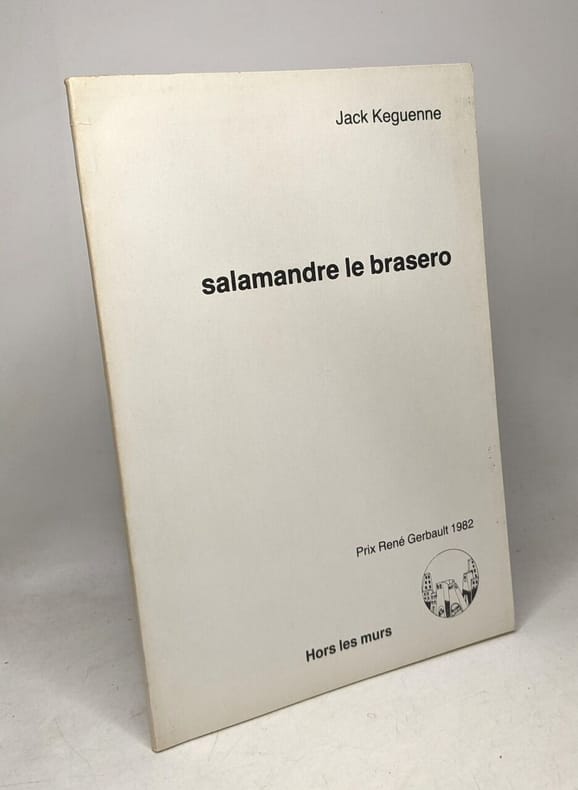 Jack Keguenne
salamandre le brasero
Prix René Gerbault 1982
Hors les murs